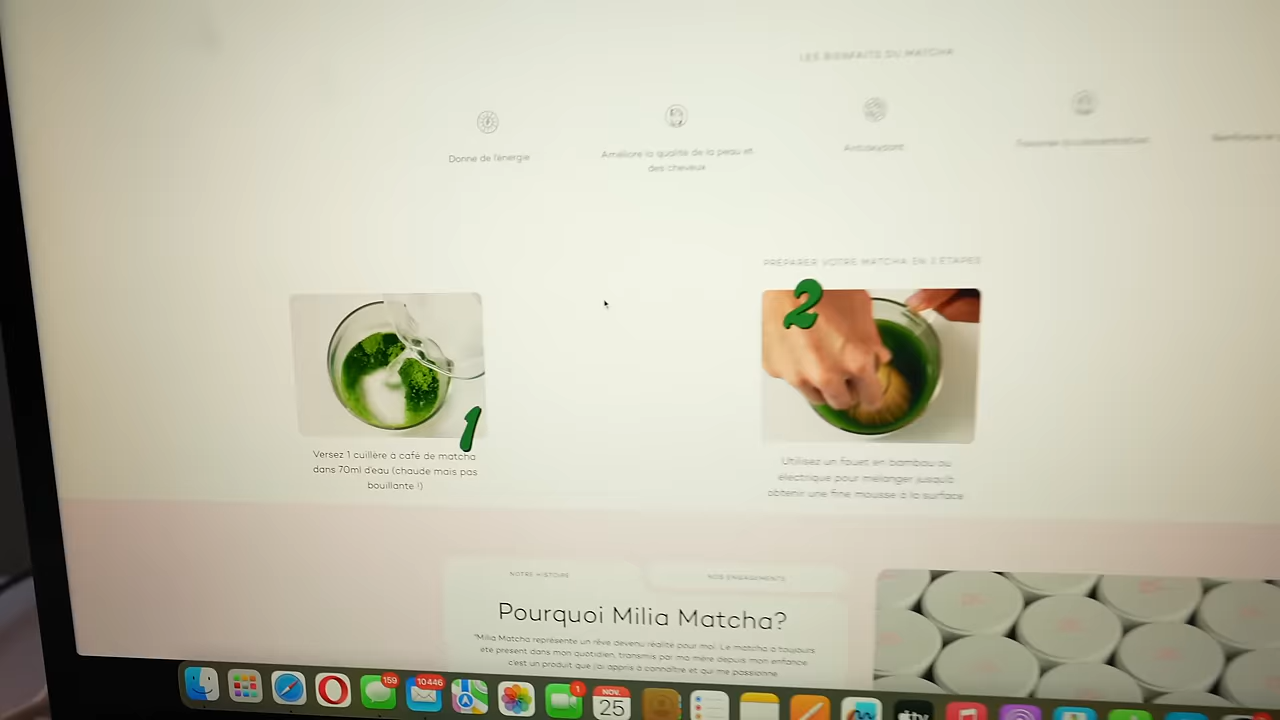 LES BIENFAITS DU MATCHA
Donne de l'énergie
Améliore la qualité de la peau et
des cheveux
Antioxydant
PRÉPARER VOTRE MATCHA EN 3 ÉTAPES
1
2
Versez 1 cuillère à café de matcha
dans 70ml d'eau (chaude mais pas
bouillante !)
Utilisez un fouet en bambou ou
électrique pour mélanger jusqu'à
obtenir une fine mousse à la surface
NOTRE HISTOIRE
NOS ENGAGEMENTS
Pourquoi Milia Matcha?
"Milia Matcha représente un rêve devenu réalité pour moi. Le matcha a toujours
été présent dans mon quotidien, transmis par ma mère depuis mon enfance
c'est un produit que j'ai appris à connaître et qui me passionne
159
10446
1
NOV.
25
tv